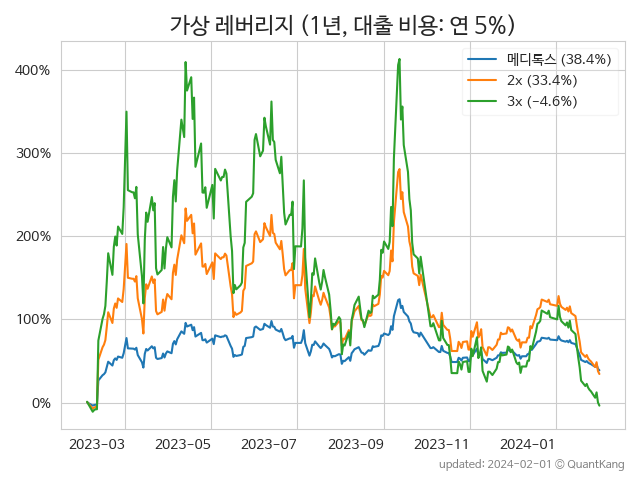 가상 레버리지 (1년, 대출 비용: 연 5%)
메디톡스 (38.4%)
2x (33.4%)
3x (−4.6%)
400%
300%
200%
100%
0%
2023−03 2023−05 2023−07 2023−09 2023−11 2024−01
updated: 2024-02-01 © QuantKang